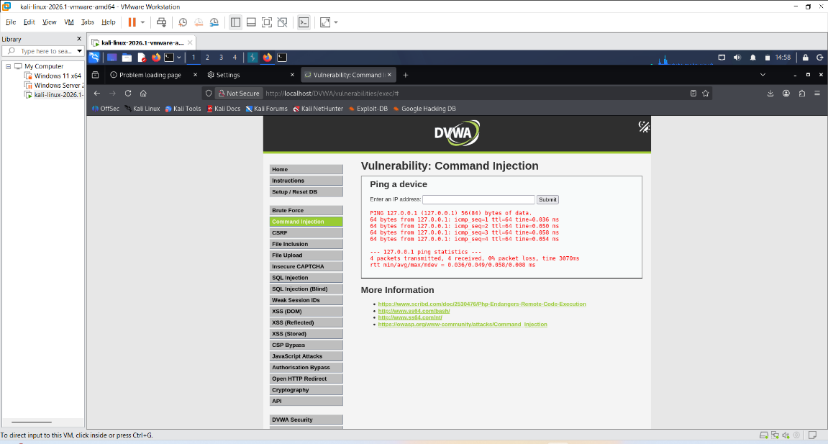 kali-linux-2026.1-vmware-amd64 - VMware Workstation
File Edit View VM Tabs Help
Library
Type here to sea...
My Computer
Windows 11 x64
Windows Server 2
kali-linux-2026.1-
kali-linux-2026.1-vmware-a...
1 2 3 4
14:58
Problem loading page
Settings
Vulnerability: Command I
Not Secure http://localhost/DVWA/vulnerabilities/exec/#
OffSec Kali Linux Kali Tools Kali Docs Kali Forums Kali NetHunter Exploit-DB Google Hacking DB
DVWA
Home
Instructions
Setup / Reset DB
Brute Force
Command Injection
CSRF
File Inclusion
File Upload
Insecure CAPTCHA
SQL Injection
SQL Injection (Blind)
Weak Session IDs
XSS (DOM)
XSS (Reflected)
XSS (Stored)
CSP Bypass
JavaScript Attacks
Authorisation Bypass
Open HTTP Redirect
Cryptography
API
DVWA Security
Vulnerability: Command Injection
Ping a device
Enter an IP address: Submit
PING 127.0.0.1 (127.0.0.1) 56(84) bytes of data.
64 bytes from 127.0.0.1: icmp_seq=1 ttl=64 time=0.036 ms
64 bytes from 127.0.0.1: icmp_seq=2 ttl=64 time=0.050 ms
64 bytes from 127.0.0.1: icmp_seq=3 ttl=64 time=0.058 ms
64 bytes from 127.0.0.1: icmp_seq=4 ttl=64 time=0.054 ms
--- 127.0.0.1 ping statistics ---
4 packets transmitted, 4 received, 0% packet loss, time 3070ms
rtt min/avg/max/mdev = 0.036/0.049/0.058/0.008 ms
More Information
https://www.scribd.com/doc/2530476/Php-Endangers-Remote-Code-Execution
http://www.ss64.com/bash/
http://www.ss64.com/nt/
https://owasp.org/www-community/attacks/Command_Injection
To direct input to this VM, click inside or press Ctrl+G.